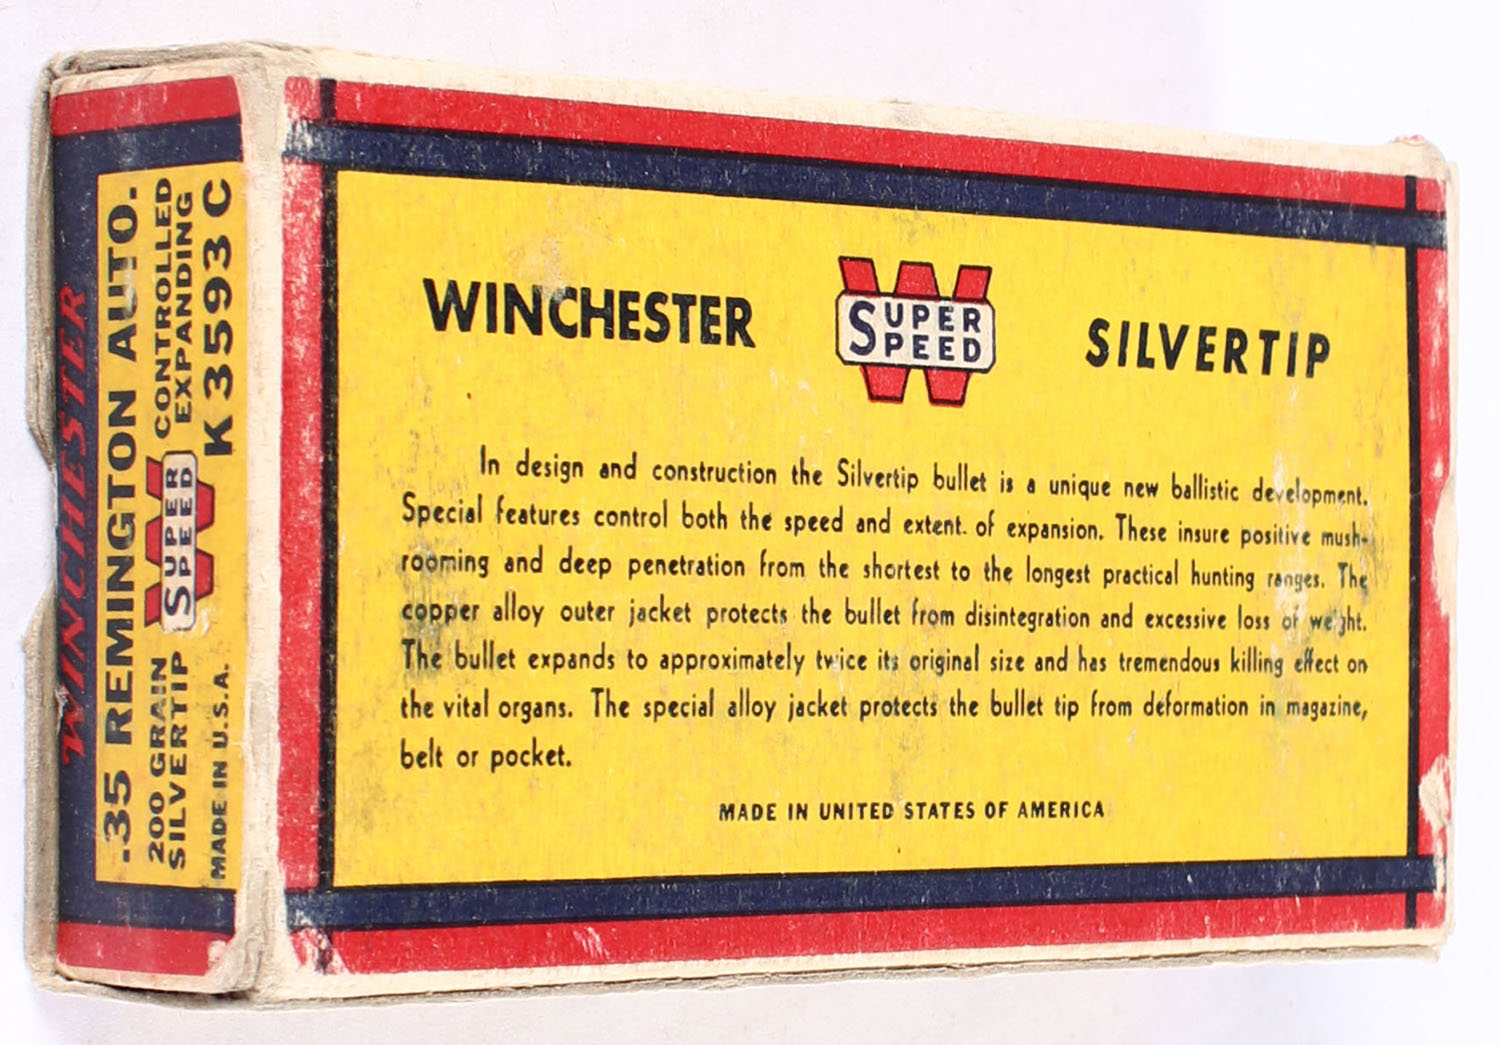 WINCHESTER
.35 REMINGTON AUTO.
200 GRAIN
SILVERTIP
SUPER
SPEED
CONTROLLED
EXPANDING
MADE IN U.S.A.
K3593C
WINCHESTER
SUPER
SPEED
SILVERTIP
In design and construction the Silvertip bullet is a unique new ballistic development.
Special features control both the speed and extent. of expansion. These insure positive mush-
rooming and deep penetration from the shortest to the longest practical hunting ranges. The
copper alloy outer jacket protects the bullet from disintegration and excessive loss of weight.
The bullet expands to approximately twice its original size and has tremendous killing effect on
the vital organs. The special alloy jacket protects the bullet tip from deformation in magazine,
belt or pocket.
MADE IN UNITED STATES OF AMERICA